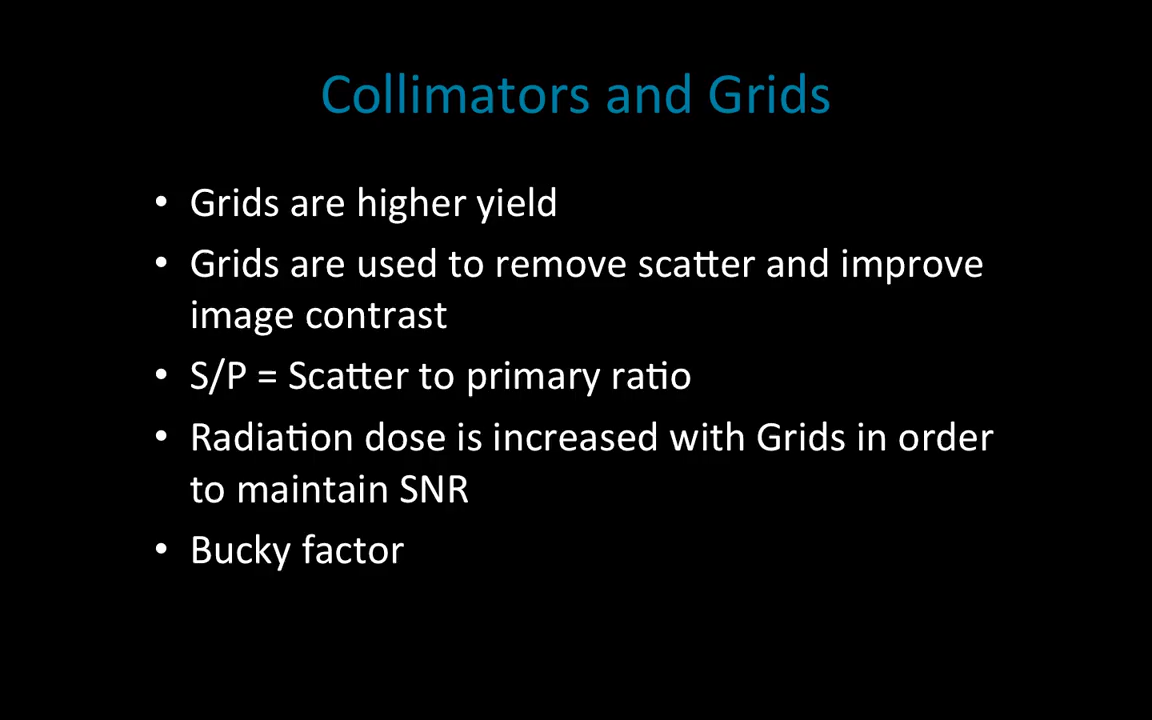 Collimators and Grids
• Grids are higher yield
• Grids are used to remove scatter and improve
image contrast
• S/P = Scatter to primary ratio
• Radiation dose is increased with Grids in order
to maintain SNR
• Bucky factor